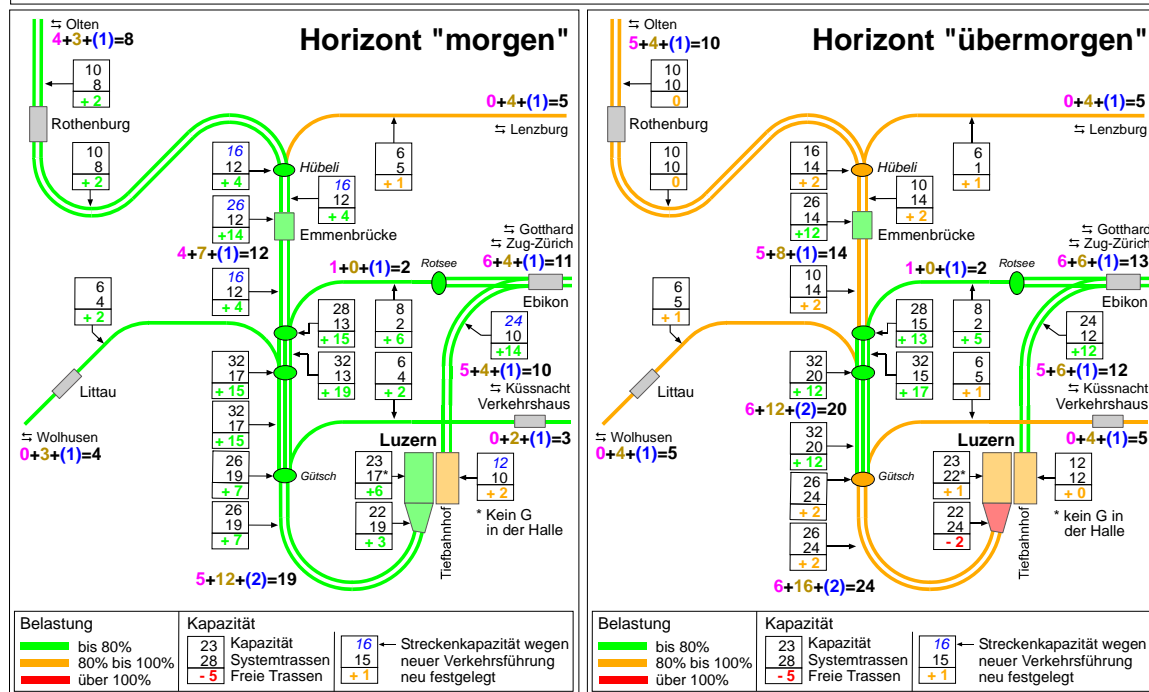 Horizont "morgen"
⇆ Olten
4+3+(1)=8
10
8
+ 2
Rothenburg
10
8
+ 2
0+4+(1)=5
⇆ Lenzburg
6
5
+ 1
16
12
+ 4
Hübeli
16
12
+ 4
26
12
+14
Emmenbrücke
4+7+(1)=12
⇆ Gotthard
⇆ Zug-Zürich
6+4+(1)=11
1+0+(1)=2
Rotsee
Ebikon
16
12
+ 4
6
4
+ 2
28
13
+ 15
8
2
+ 6
24
10
+14
5+4+(1)=10
32
17
+ 15
32
13
+ 19
6
4
+ 2
Littau
⇆ Küssnacht
Verkehrshaus
32
17
+ 15
⇆ Wolhusen
0+3+(1)=4
0+2+(1)=3
Luzern
26
19
+ 7
Gütsch
23
17*
+6
12
10
+ 2
26
19
+ 7
22
19
+ 3
* Kein G
in der Halle
Tiefbahnhof
5+12+(2)=19
Belastung
bis 80%
80% bis 100%
über 100%
Kapazität
23
28
- 5
Kapazität
Systemtrassen
Freie Trassen
16
15
+ 1
Streckenkapazität wegen
neuer Verkehrsführung
neu festgelegt
Horizont "übermorgen"
⇆ Olten
5+4+(1)=10
10
10
0
Rothenburg
10
10
0
0+4+(1)=5
⇆ Lenzburg
6
1
+ 1
16
14
+ 2
Hübeli
10
14
+ 2
26
14
+12
Emmenbrücke
5+8+(1)=14
⇆ Gotthard
⇆ Zug-Zürich
6+6+(1)=13
1+0+(1)=2
Rotsee
Ebikon
10
14
+ 2
6
5
+ 1
28
15
+ 13
8
2
+ 5
24
12
+12
5+6+(1)=12
32
20
+ 12
32
15
+ 17
6
5
+ 1
Littau
⇆ Küssnacht
Verkehrshaus
6+12+(2)=20
32
20
+ 12
⇆ Wolhusen
0+4+(1)=5
0+4+(1)=5
Luzern
26
24
+ 2
Gütsch
23
22*
+ 1
12
12
+ 0
26
24
+ 2
22
24
- 2
* kein G in
der Halle
Tiefbahnhof
6+16+(2)=24
Belastung
bis 80%
80% bis 100%
über 100%
Kapazität
23
28
- 5
Kapazität
Systemtrassen
Freie Trassen
16
15
+ 1
Streckenkapazität wegen
neuer Verkehrsführung
neu festgelegt